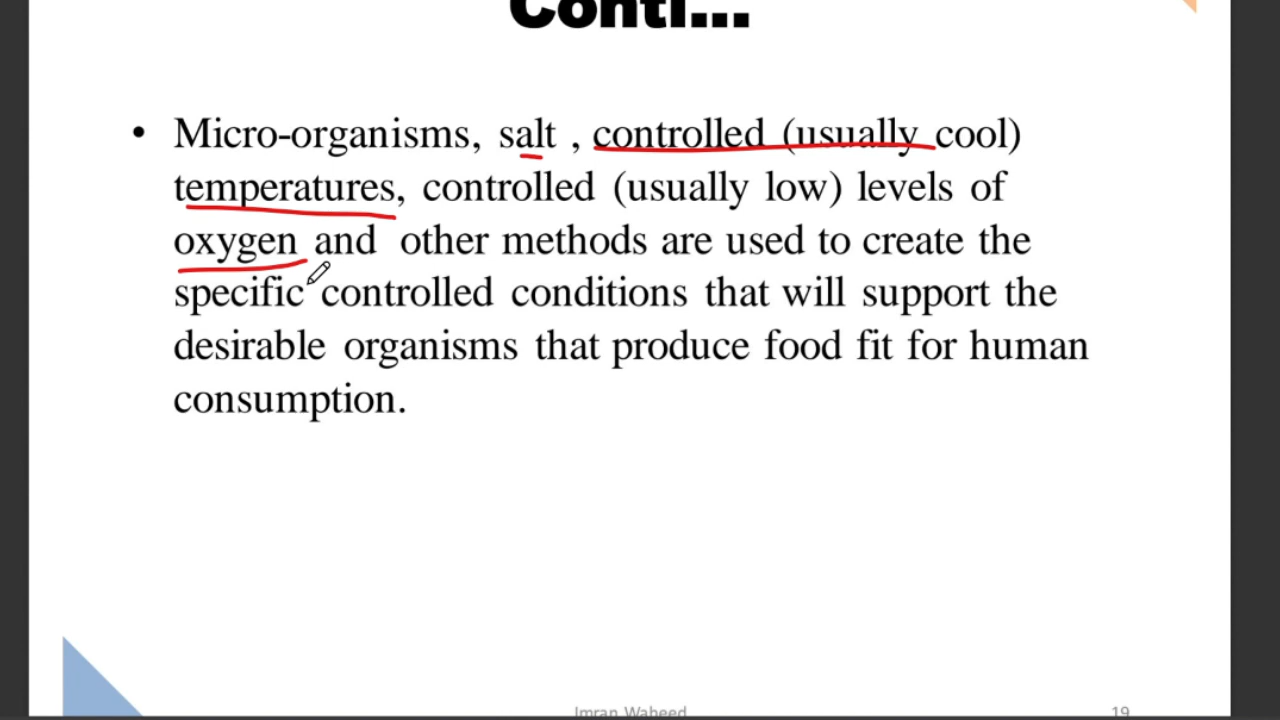 Conti...
• Micro-organisms, salt , controlled (usually cool)
temperatures, controlled (usually low) levels of
oxygen and other methods are used to create the
specific controlled conditions that will support the
desirable organisms that produce food fit for human
consumption.
Imran Waheed
19